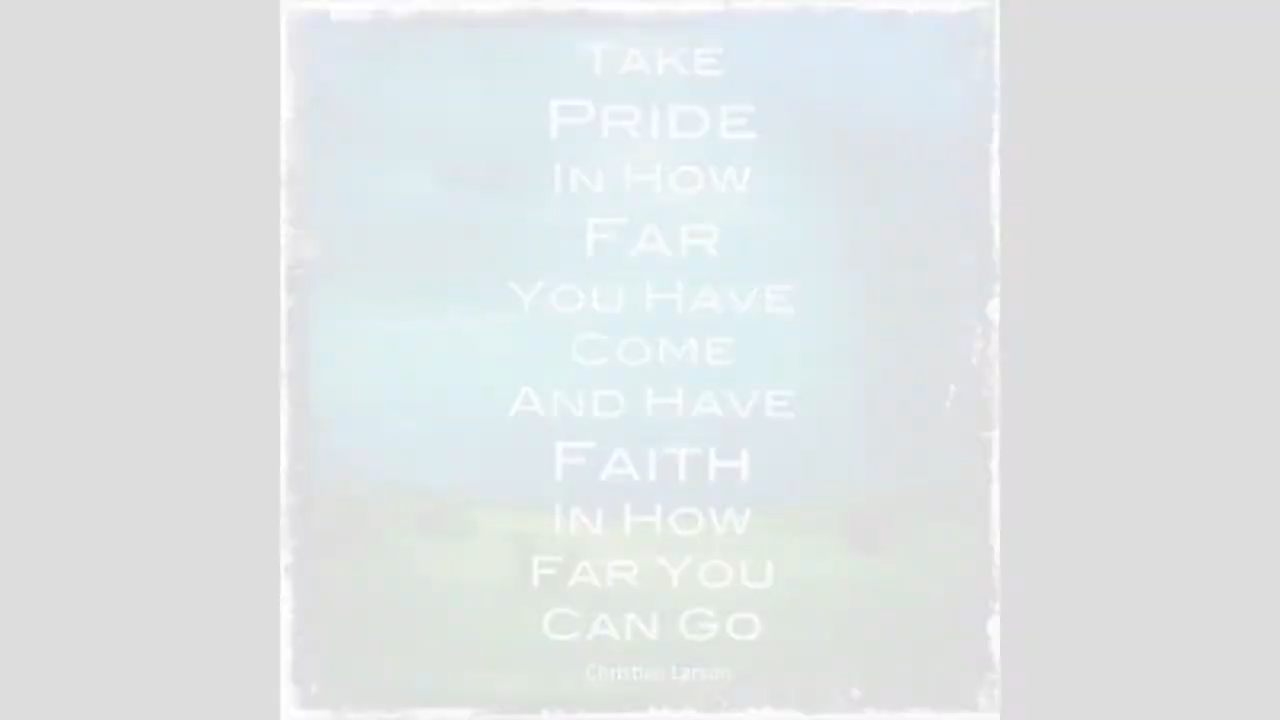 Take
Pride
In How
Far
You Have
Come
And Have
Faith
In How
Far You
Can Go
Christian Larson